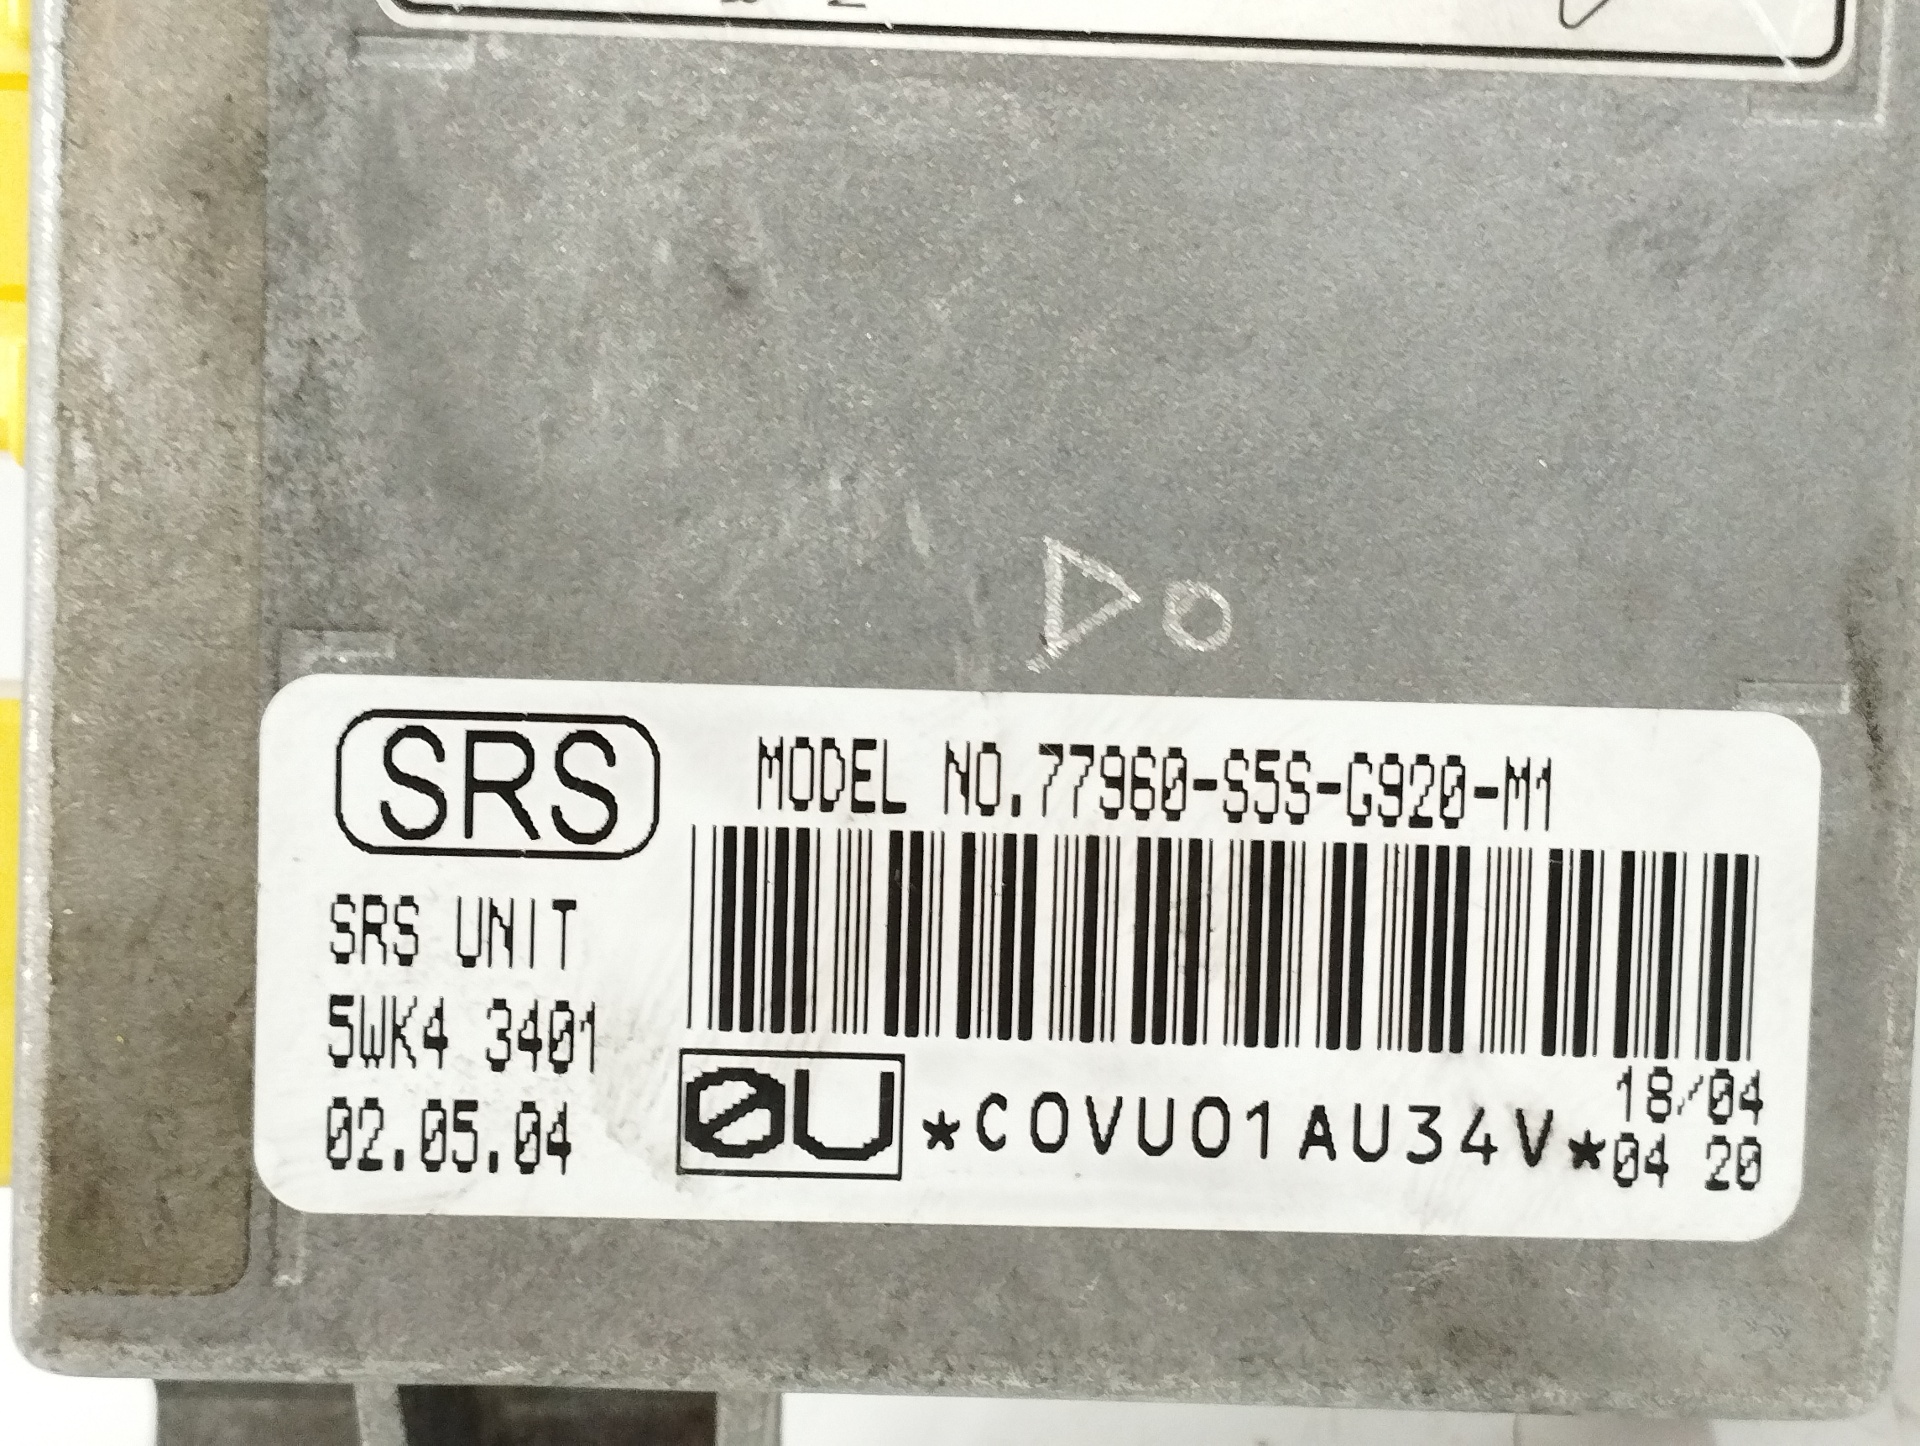 SRS
MODEL NO.77960-S5S-G920-M1
SRS UNIT
5WK4 3401
02.05.04
0U
*C0VU01AU34V*
18/04
04 20